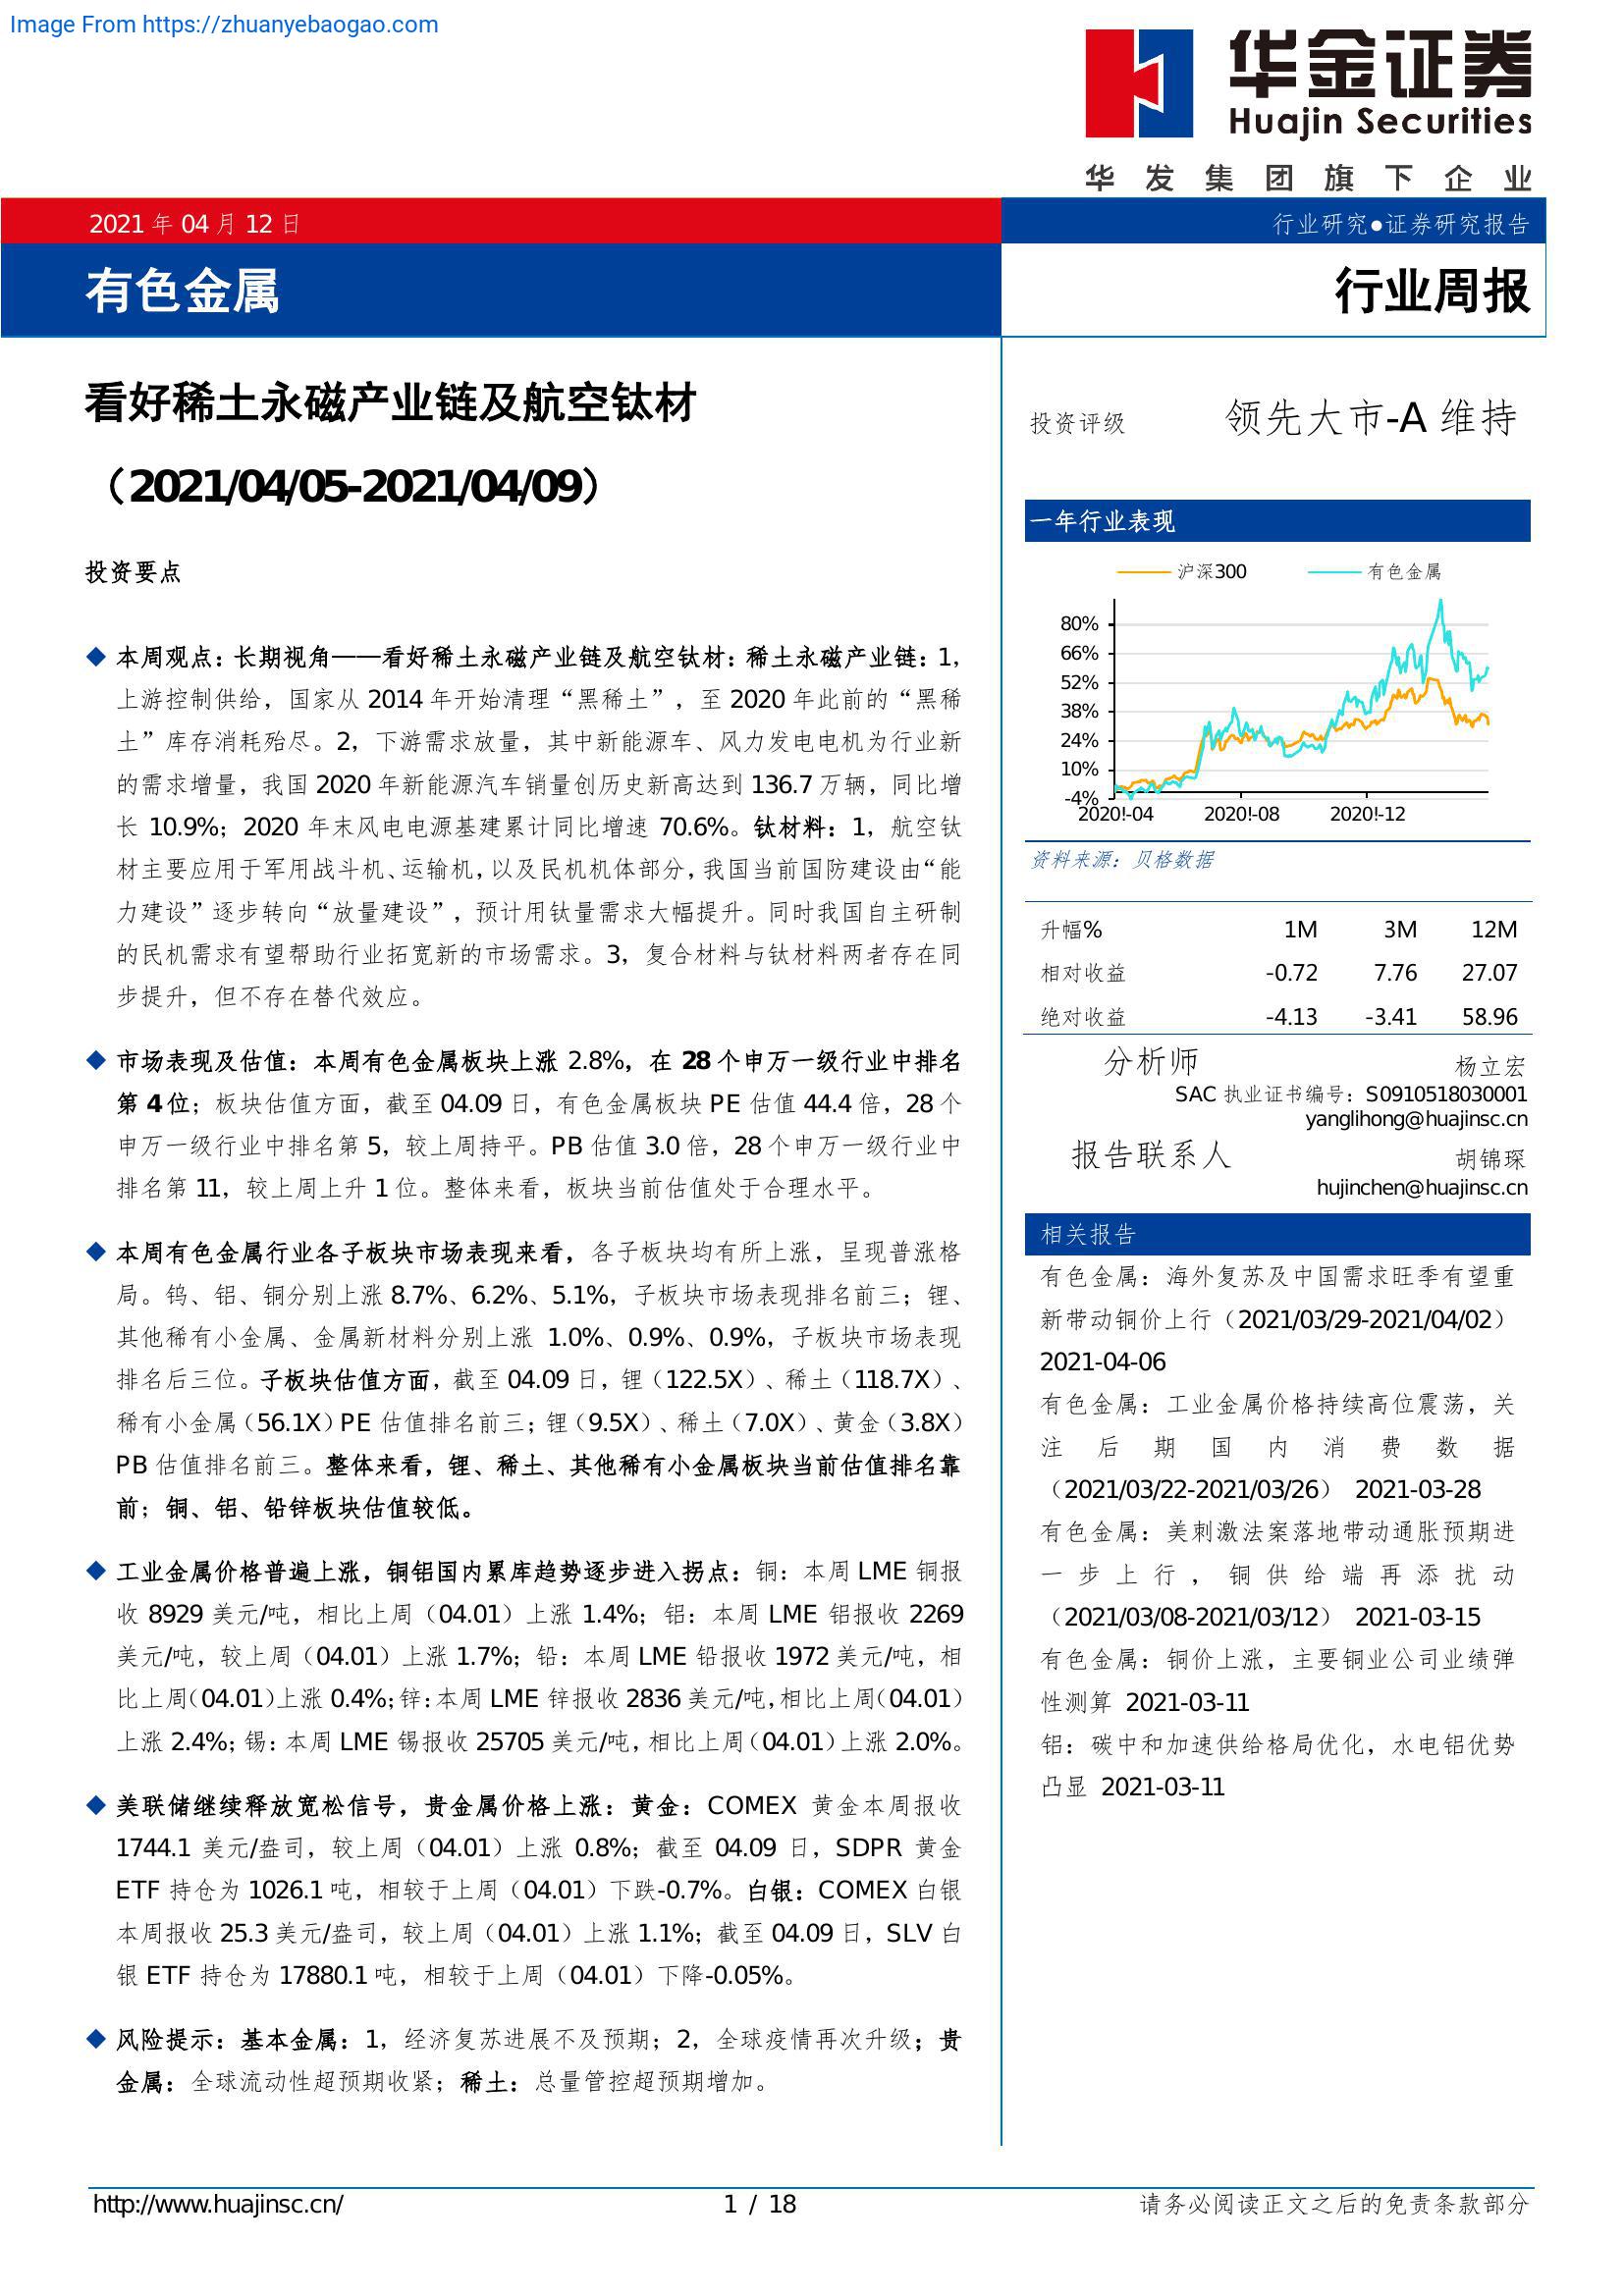 Image From https://zhuanyebaogao.com
华金证券
Huajin Securities
华发集团旗下企业
2021 年 04 月 12 日
行业研究●证券研究报告
有色金属
行业周报
看好稀土永磁产业链及航空钛材
（2021/04/05-2021/04/09）
投资要点
◆ 本周观点：长期视角——看好稀土永磁产业链及航空钛材：稀土永磁产业链：1，
上游控制供给，国家从 2014 年开始清理“黑稀土”，至 2020 年此前的“黑稀
土”库存消耗殆尽。2，下游需求放量，其中新能源车、风力发电电机为行业新
的需求增量，我国 2020 年新能源汽车销量创历史新高达到 136.7 万辆，同比增
长 10.9%；2020 年末风电电源基建累计同比增速 70.6%。钛材料：1，航空钛
材主要应用于军用战斗机、运输机，以及民机机体部分，我国当前国防建设由“能
力建设”逐步转向“放量建设”，预计用钛量需求大幅提升。同时我国自主研制
的民机需求有望帮助行业拓宽新的市场需求。3，复合材料与钛材料两者存在同
步提升，但不存在替代效应。
◆ 市场表现及估值：本周有色金属板块上涨 2.8%，在 28 个申万一级行业中排名
第 4 位；板块估值方面，截至 04.09 日，有色金属板块 PE 估值 44.4 倍，28 个
申万一级行业中排名第 5，较上周持平。PB 估值 3.0 倍，28 个申万一级行业中
排名第 11，较上周上升 1 位。整体来看，板块当前估值处于合理水平。
◆ 本周有色金属行业各子板块市场表现来看，各子板块均有所上涨，呈现普涨格
局。钨、铝、铜分别上涨 8.7%、6.2%、5.1%，子板块市场表现排名前三；锂、
其他稀有小金属、金属新材料分别上涨 1.0%、0.9%、0.9%，子板块市场表现
排名后三位。子板块估值方面，截至 04.09 日，锂（122.5X）、稀土（118.7X）、
稀有小金属（56.1X）PE 估值排名前三；锂（9.5X）、稀土（7.0X）、黄金（3.8X）
PB 估值排名前三。整体来看，锂、稀土、其他稀有小金属板块当前估值排名靠
前；铜、铝、铅锌板块估值较低。
◆ 工业金属价格普遍上涨，铜铝国内累库趋势逐步进入拐点：铜：本周 LME 铜报
收 8929 美元/吨，相比上周（04.01）上涨 1.4%；铝：本周 LME 铝报收 2269
美元/吨，较上周（04.01）上涨 1.7%；铅：本周 LME 铅报收 1972 美元/吨，相
比上周（04.01）上涨 0.4%；锌：本周 LME 锌报收 2836 美元/吨，相比上周（04.01）
上涨 2.4%；锡：本周 LME 锡报收 25705 美元/吨，相比上周（04.01）上涨 2.0%。
◆ 美联储继续释放宽松信号，贵金属价格上涨：黄金：COMEX 黄金本周报收
1744.1 美元/盎司，较上周（04.01）上涨 0.8%；截至 04.09 日，SDPR 黄金
ETF 持仓为 1026.1 吨，相较于上周（04.01）下跌-0.7%。白银：COMEX 白银
本周报收 25.3 美元/盎司，较上周（04.01）上涨 1.1%；截至 04.09 日，SLV 白
银 ETF 持仓为 17880.1 吨，相较于上周（04.01）下降-0.05%。
◆ 风险提示：基本金属：1，经济复苏进展不及预期；2，全球疫情再次升级；贵
金属：全球流动性超预期收紧；稀土：总量管控超预期增加。
投资评级 领先大市-A 维持
一年行业表现
沪深300 有色金属
80%
66%
52%
38%
24%
10%
-4%
2020!-04 2020!-08 2020!-12
资料来源：贝格数据
升幅% 1M 3M 12M
相对收益 -0.72 7.76 27.07
绝对收益 -4.13 -3.41 58.96
分析师 杨立宏
SAC 执业证书编号：S0910518030001
yanglihong@huajinsc.cn
报告联系人 胡锦琛
hujinchen@huajinsc.cn
相关报告
有色金属：海外复苏及中国需求旺季有望重
新带动铜价上行（2021/03/29-2021/04/02）
2021-04-06
有色金属：工业金属价格持续高位震荡，关
注后期国内消费数据
（2021/03/22-2021/03/26） 2021-03-28
有色金属：美刺激法案落地带动通胀预期进
一步上行，铜供给端再添扰动
（2021/03/08-2021/03/12） 2021-03-15
有色金属：铜价上涨，主要铜业公司业绩弹
性测算 2021-03-11
铝：碳中和加速供给格局优化，水电铝优势
凸显 2021-03-11
http://www.huajinsc.cn/ 1 / 18 请务必阅读正文之后的免责条款部分